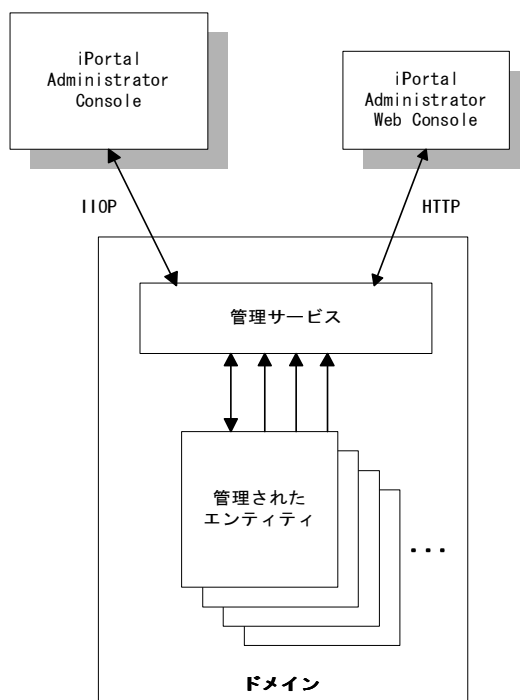 iPortal
Administrator
Console
iPortal
Administrator
Web Console
IIOP
HTTP
管理サービス
管理された
エンティティ
...
ドメイン